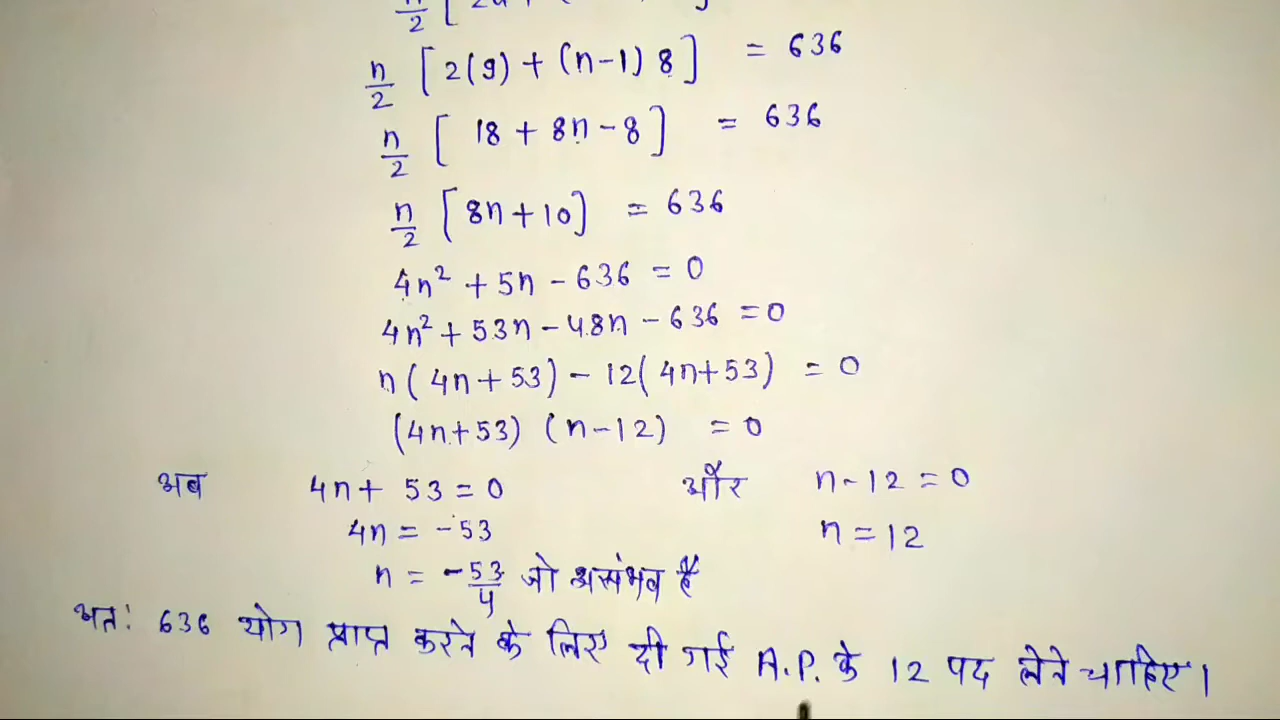 n/2 [2(9) + (n-1) 8] = 636
n/2 [18 + 8n - 8] = 636
n/2 [8n + 10] = 636
4n² + 5n - 636 = 0
4n² + 53n - 48n - 636 = 0
n(4n + 53) - 12(4n+53) = 0
(4n+53) (n-12) = 0
अब 4n + 53 = 0 और n - 12 = 0
4n = -53 n = 12
n = -53/4 जो असंभव है
अतः 636 योग प्राप्त करने के लिए दी गई A.P. के 12 पद लेने चाहिए।